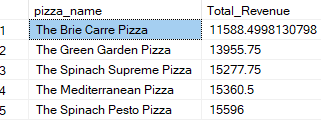 pizza_name Total_Revenue
1 The Brie Carre Pizza 11588.4998130798
2 The Green Garden Pizza 13955.75
3 The Spinach Supreme Pizza 15277.75
4 The Mediterranean Pizza 15360.5
5 The Spinach Pesto Pizza 15596